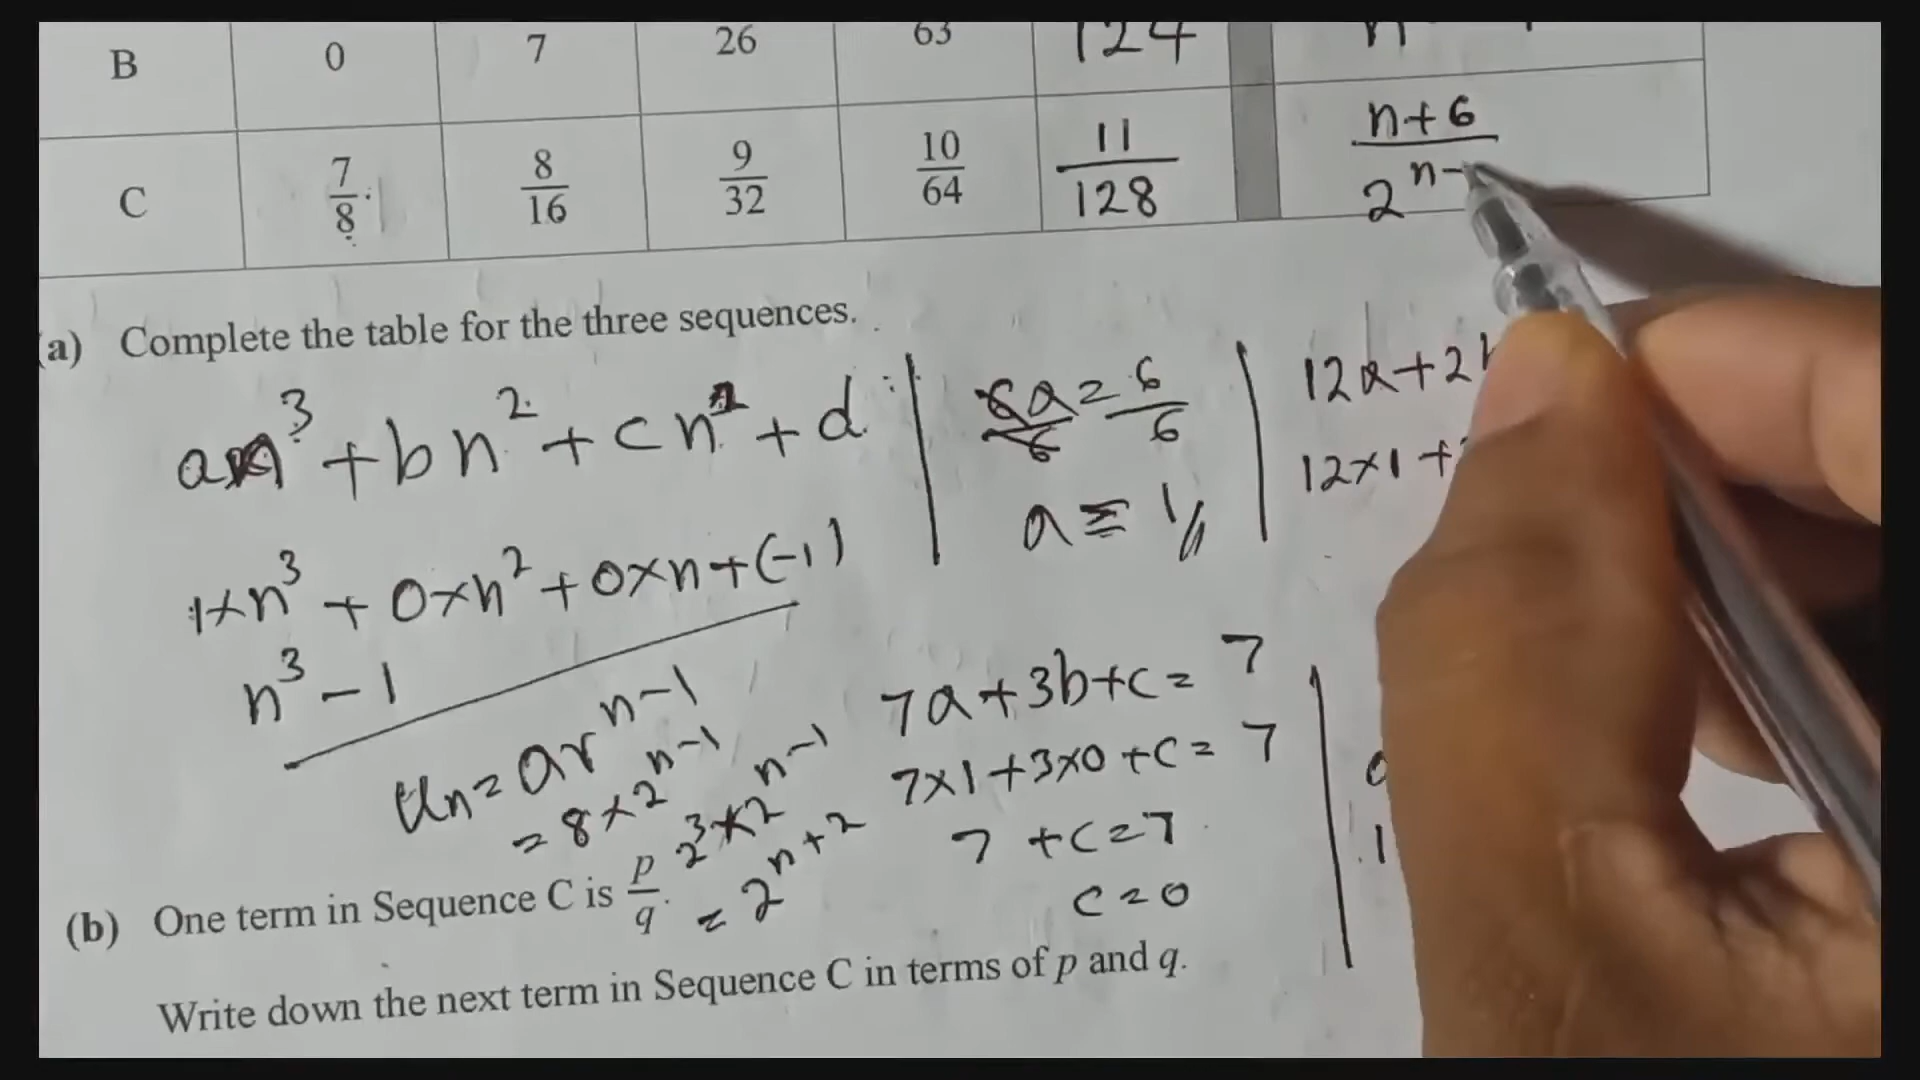 B 0 7 26 63 124
C 7/8 8/16 9/32 10/64 11/128 n+6/2^n-
(a) Complete the table for the three sequences.
an³ + bn² + cn + d
6a/6 = 6/6
a = 1
12a+2
12×1+
1×n³ + 0×n² + 0×n + (-1)
n³ - 1
Un = ar^n-1
= 8×2^n-1
2³×2^n-1
= 2^n+2
7a+3b+c = 7
7×1+3×0+c = 7
7 +c=7
c=0
(b) One term in Sequence C is p/q.
Write down the next term in Sequence C in terms of p and q.